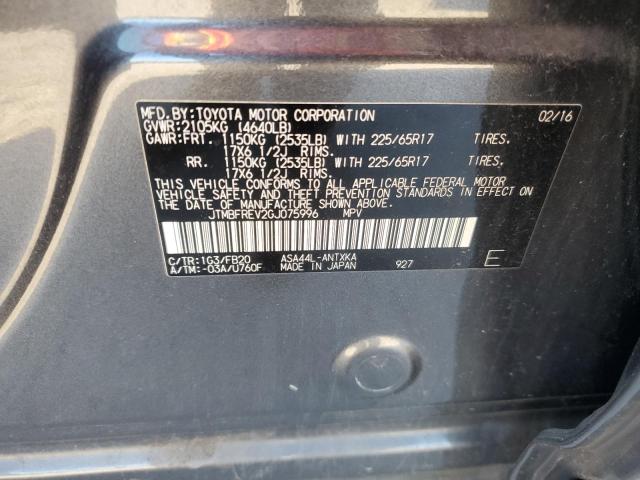 MFD.BY:TOYOTA MOTOR CORPORATION 02/16
GVWR:2105KG (4640LB)
GAWR:FRT. 1150KG (2535LB) WITH 225/65R17 TIRES.
17X6 1/2J RIMS.
RR. 1150KG (2535LB) WITH 225/65R17 TIRES.
17X6 1/2J RIMS.
THIS VEHICLE CONFORMS TO ALL APPLICABLE FEDERAL MOTOR
VEHICLE SAFETY AND THEFT PREVENTION STANDARDS IN EFFECT ON
THE DATE OF MANUFACTURE SHOWN ABOVE.
JTMBFREV2GJ075996 MPV
C/TR:1G3/FB20 ASA44L-ANTXKA
A/TM:-03A/U760F MADE IN JAPAN 927 E